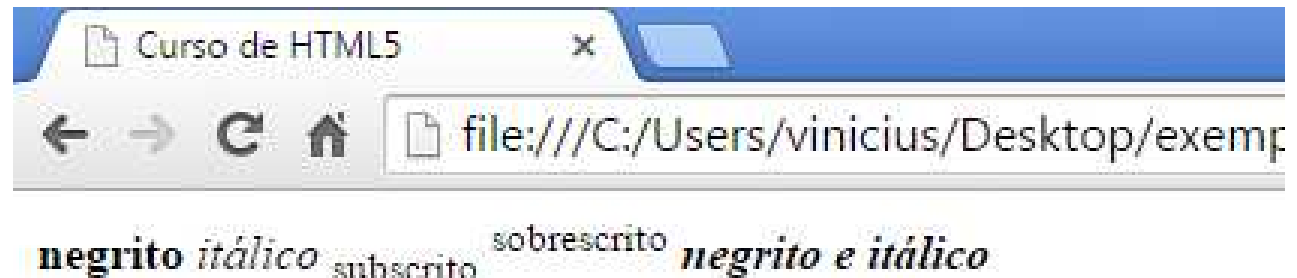 Curso de HTML5
file:///C:/Users/vinicius/Desktop/exemp
negrito itálico subscrito sobrescrito negrito e itálico